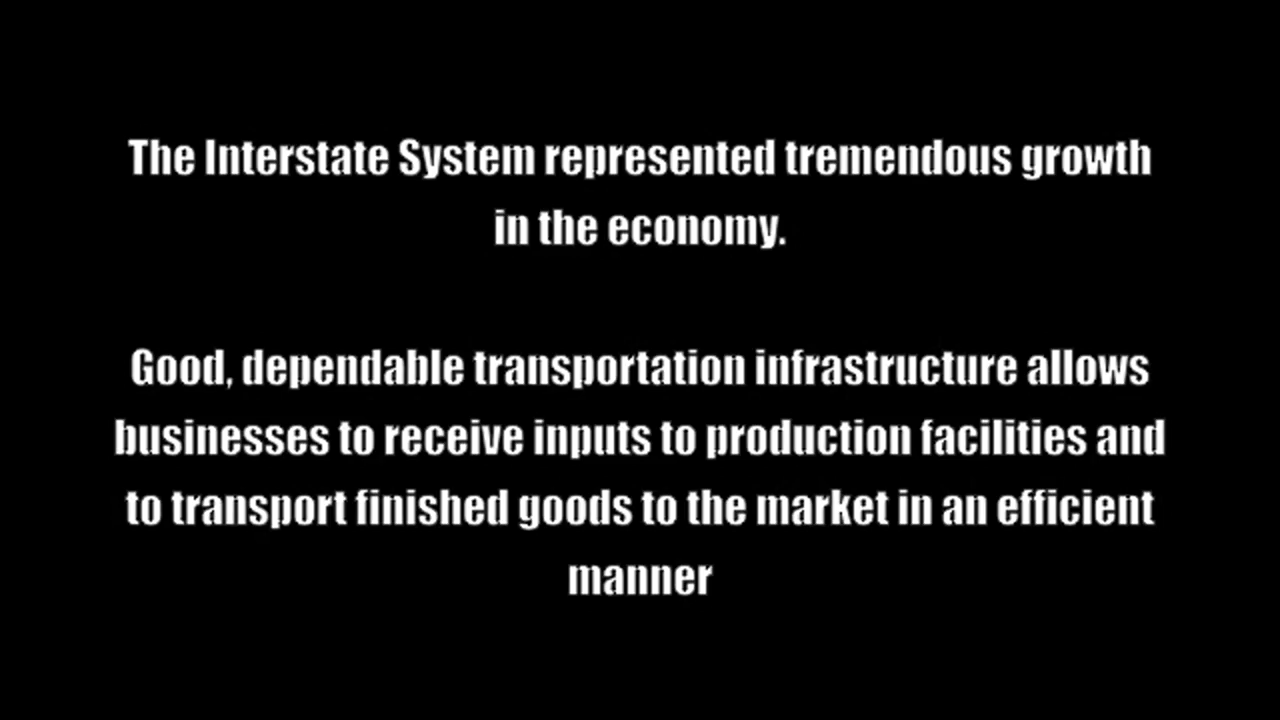 The Interstate System represented tremendous growth
in the economy.
Good, dependable transportation infrastructure allows
businesses to receive inputs to production facilities and
to transport finished goods to the market in an efficient
manner